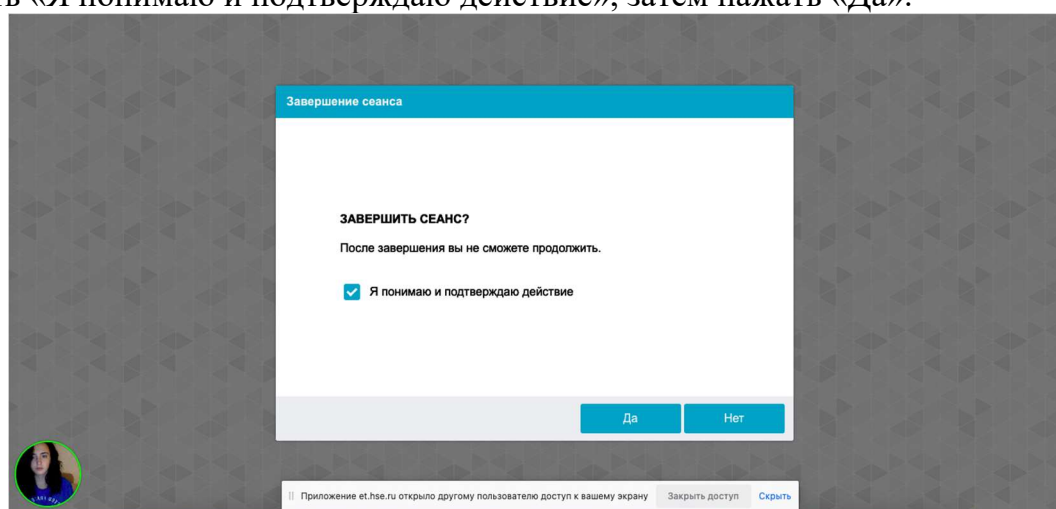 ь «Я понимаю и подтверждаю действие», затем нажать «Да».
Завершение сеанса
ЗАВЕРШИТЬ СЕАНС?
После завершения вы не сможете продолжить.
Я понимаю и подтверждаю действие
Да Нет
Приложение et.hse.ru открыло другому пользователю доступ к вашему экрану Закрыть доступ Скрыть